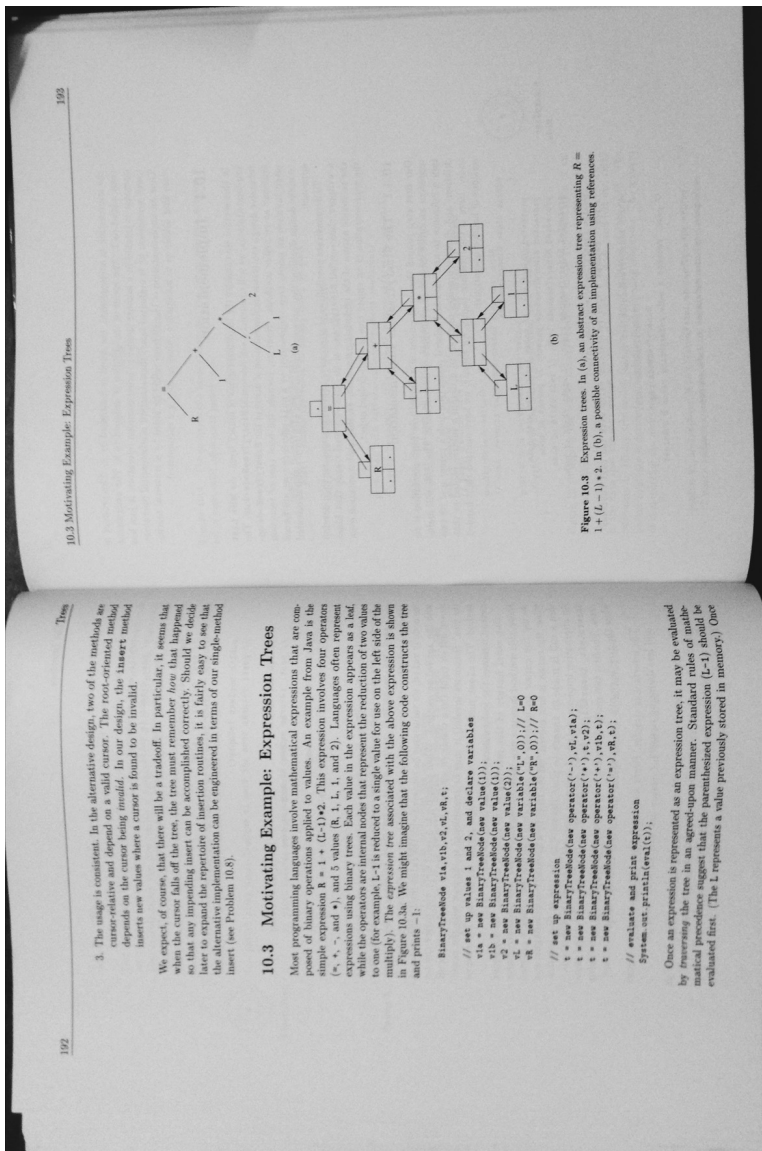 192
Trees
3. The usage is consistent. In the alternative design, two of the methods are
cursor-relative and depend on a valid cursor. The root-oriented method
depends on the cursor being invalid. In our design, the insert method
inserts new values where a cursor is found to be invalid.
We expect, of course, that there will be a tradeoff. In particular, it seems that
when the cursor falls off the tree, the tree must remember how that happened
so that any impending insert can be accomplished correctly. Should we decide
later to expand the repertoire of insertion routines, it is fairly easy to see that
the alternative implementation can be engineered in terms of our single-method
insert (see Problem 10.8).
10.3 Motivating Example: Expression Trees
Most programming languages involve mathematical expressions that are com-
posed of binary operations applied to values. An example from Java is the
simple expression R = 1 + (L-1)*2. This expression involves four operators
(=, +, -, and *), and 5 values (R, 1, L, 1, and 2). Languages often represent
expressions using binary trees. Each value in the expression appears as a leaf,
while the operators are internal nodes that represent the reduction of two values
to one (for example, L-1 is reduced to a single value for use on the left side of the
multiply). The expression tree associated with the above expression is shown
in Figure 10.3a. We might imagine that the following code constructs the tree
and prints −1:
BinaryTreeNode v1a,v1b,v2,vL,vR,t;
// set up values 1 and 2, and declare variables
v1a = new BinaryTreeNode(new value(1));
v1b = new BinaryTreeNode(new value(1));
v2 = new BinaryTreeNode(new value(2));
vL = new BinaryTreeNode(new variable("L",0));// L=0
vR = new BinaryTreeNode(new variable("R",0));// R=0
// set up expression
t = new BinaryTreeNode(new operator('-'),vL,v1a);
t = new BinaryTreeNode(new operator('*'),t,v2);
t = new BinaryTreeNode(new operator('+'),v1b,t);
t = new BinaryTreeNode(new operator('='),vR,t);
// evaluate and print expression
System.out.println(eval(t));
Once an expression is represented as an expression tree, it may be evaluated
by traversing the tree in an agreed-upon manner. Standard rules of mathe-
matical precedence suggest that the parenthesized expression (L-1) should be
evaluated first. (The L represents a value previously stored in memory.) Once
10.3 Motivating Example: Expression Trees
193
=
R
+
1
*
-
2
L
1
(a)
=
R
+
1
*
-
2
L
1
(b)
Figure 10.3 Expression trees. In (a), an abstract expression tree representing R =
1 + (L − 1) * 2. In (b), a possible connectivity of an implementation using references.